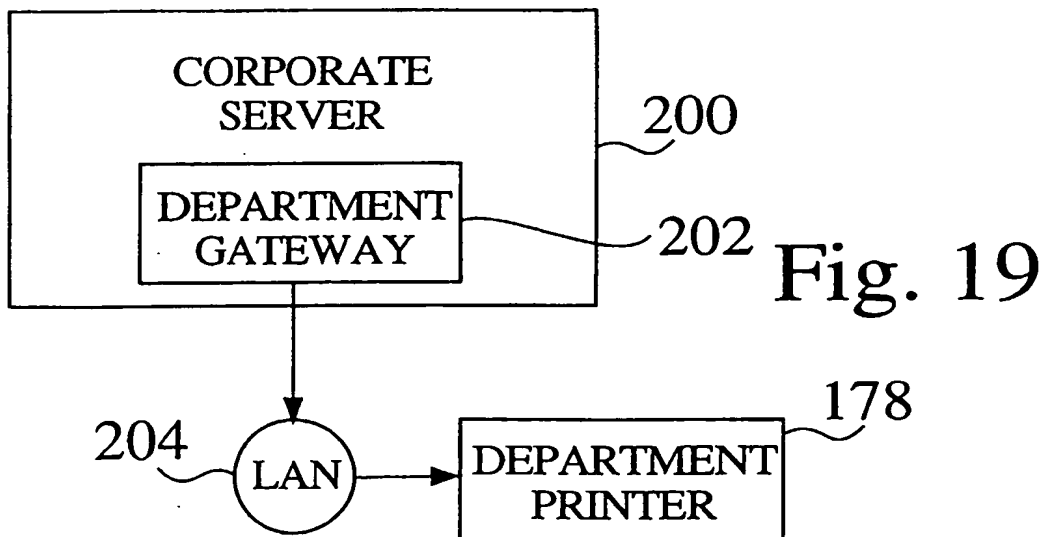 CORPORATE
SERVER
200
DEPARTMENT
GATEWAY
202
Fig. 19
178
204
LAN
DEPARTMENT
PRINTER